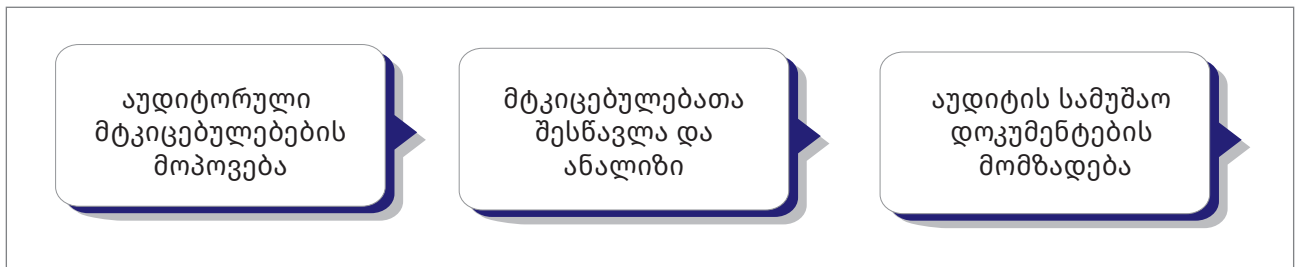 აუდიტორული
მტკიცებულებების
მოპოვება
მტკიცებულებათა
შესწავლა და
ანალიზი
აუდიტის სამუშაო
დოკუმენტების
მომზადება